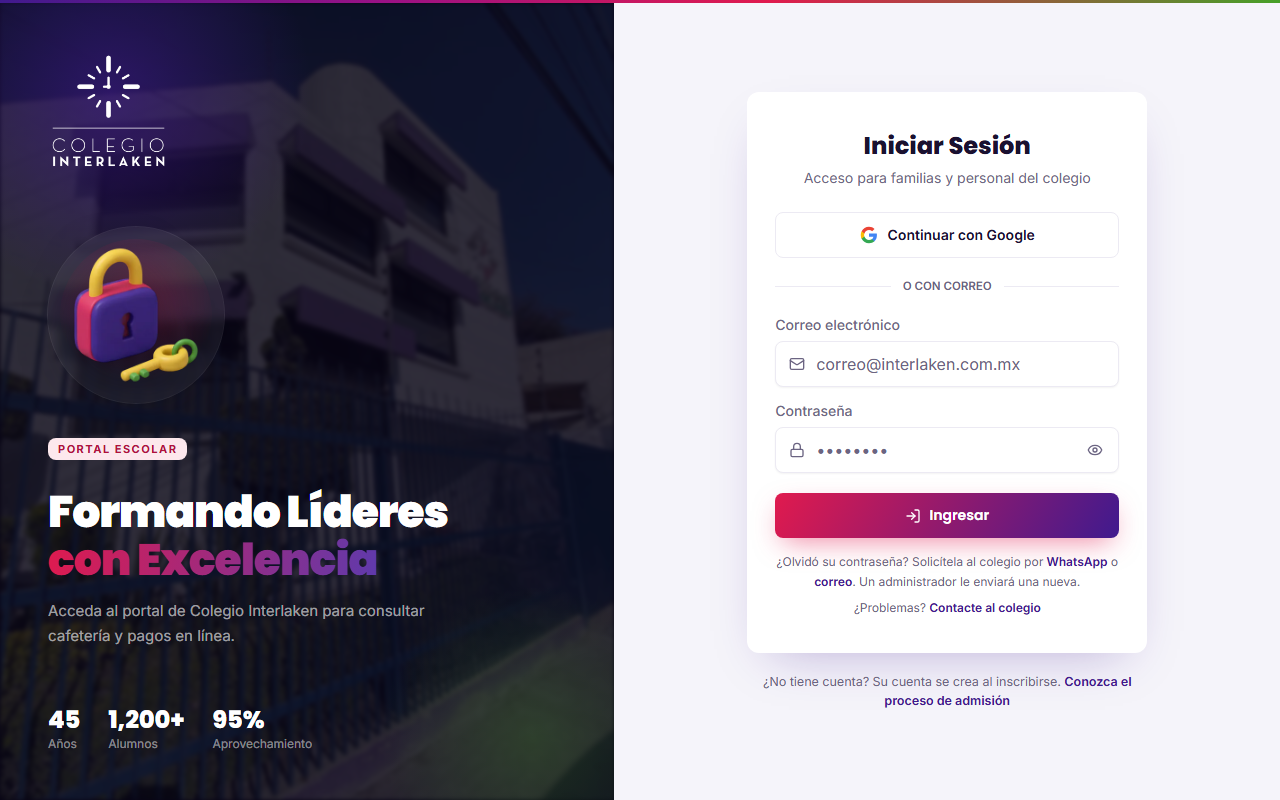 COLEGIO
INTERLAKEN
PORTAL ESCOLAR
Formando Líderes
con Excelencia
Acceda al portal de Colegio Interlaken para consultar
cafetería y pagos en línea.
45
Años
1,200+
Alumnos
95%
Aprovechamiento
Iniciar Sesión
Acceso para familias y personal del colegio
Continuar con Google
O CON CORREO
Correo electrónico
correo@interlaken.com.mx
Contraseña
••••••••
Ingresar
¿Olvidó su contraseña? Solicítela al colegio por WhatsApp o
correo. Un administrador le enviará una nueva.
¿Problemas? Contacte al colegio
¿No tiene cuenta? Su cuenta se crea al inscribirse. Conozca el
proceso de admisión